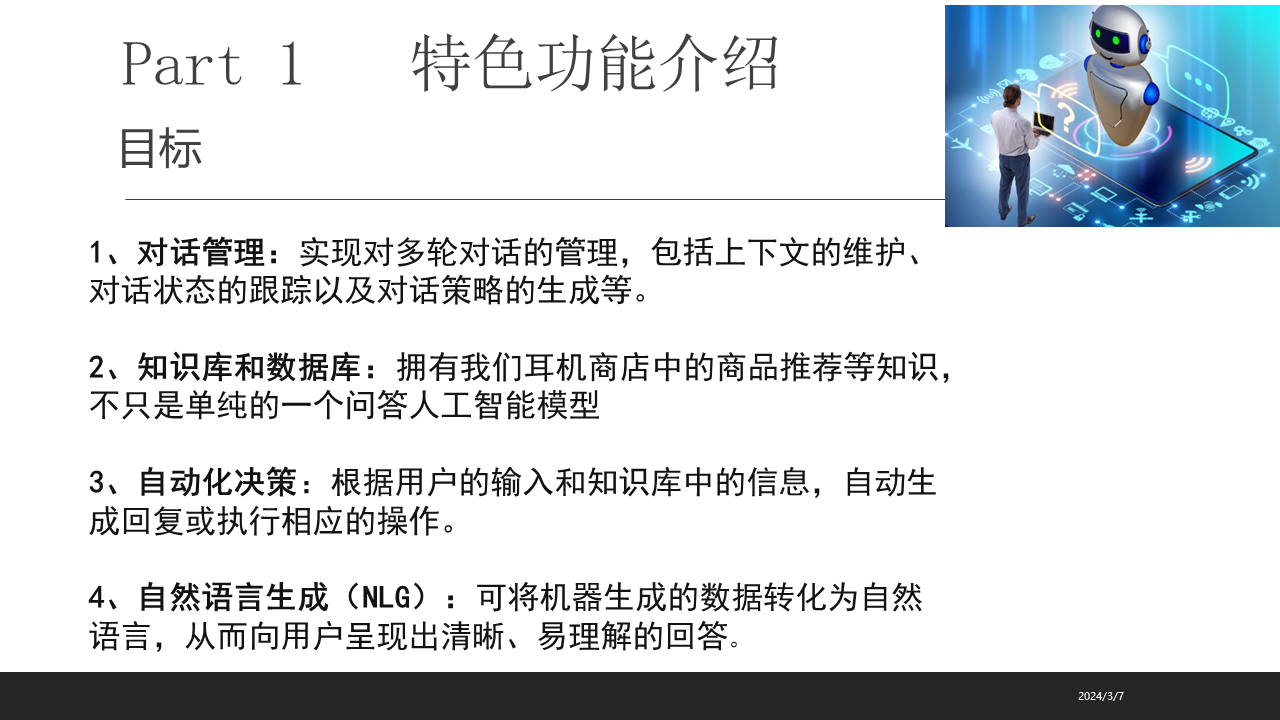 Part 1 特色功能介绍
目标
1、对话管理：实现对多轮对话的管理，包括上下文的维护、
对话状态的跟踪以及对话策略的生成等。
2、知识库和数据库：拥有我们耳机商店中的商品推荐等知识，
不只是单纯的一个问答人工智能模型
3、自动化决策：根据用户的输入和知识库中的信息，自动生
成回复或执行相应的操作。
4、自然语言生成（NLG）：可将机器生成的数据转化为自然
语言，从而向用户呈现出清晰、易理解的回答。
2024/3/7